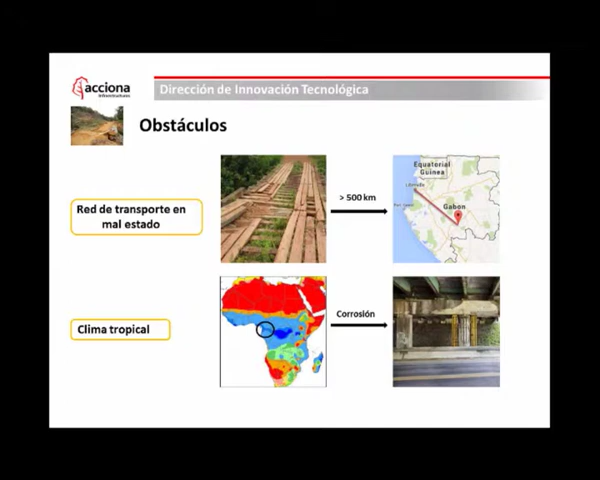 acciona
Infraestructuras
Dirección de Innovación Tecnológica
Obstáculos
Red de transporte en
mal estado
> 500 km
Equatorial
Guinea
Libreville
Gabon
Clima tropical
Corrosión